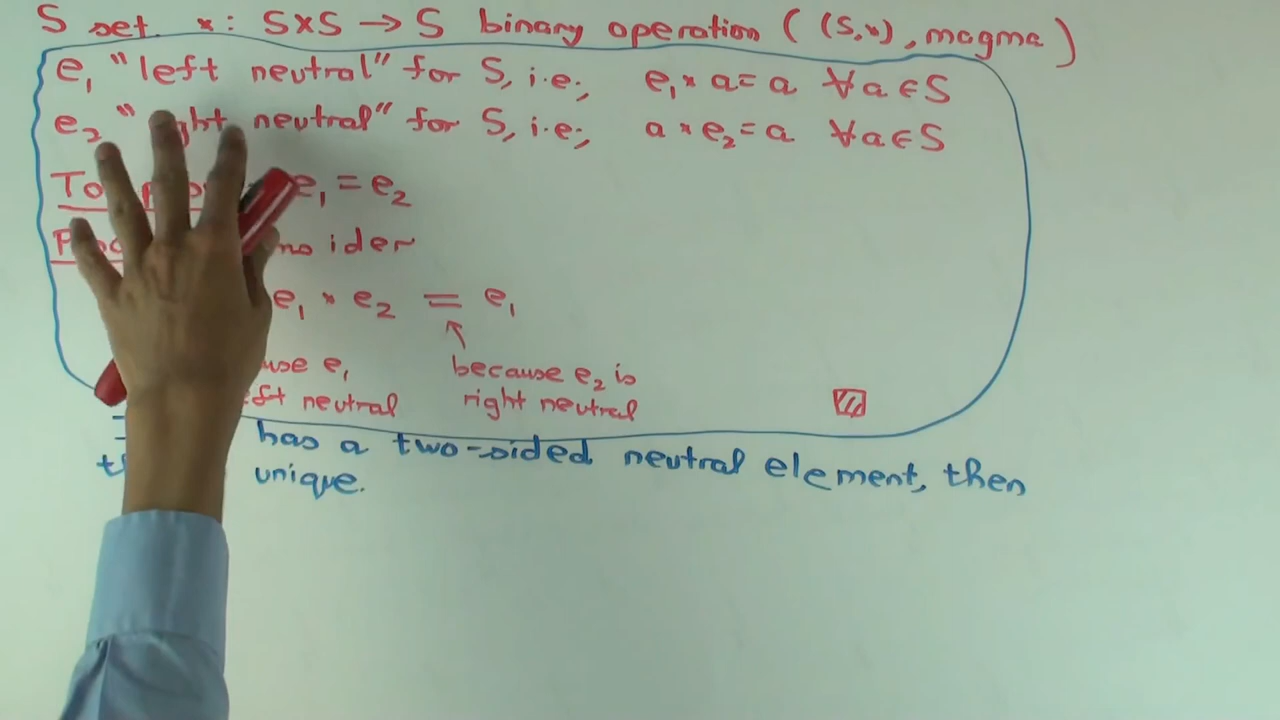 S set. *: S×S → S binary operation ( (S,*), magma )
e₁ "left neutral" for S, i.e., e₁ * a = a ∀a∈S
e₂ " neutral" for S, i.e., a * e₂ = a ∀a∈S
To e₁ = e₂
e₁ * e₂ = e₁
e₁ because e₂ is
neutral right neutral
has a two-sided neutral element, then
unique.